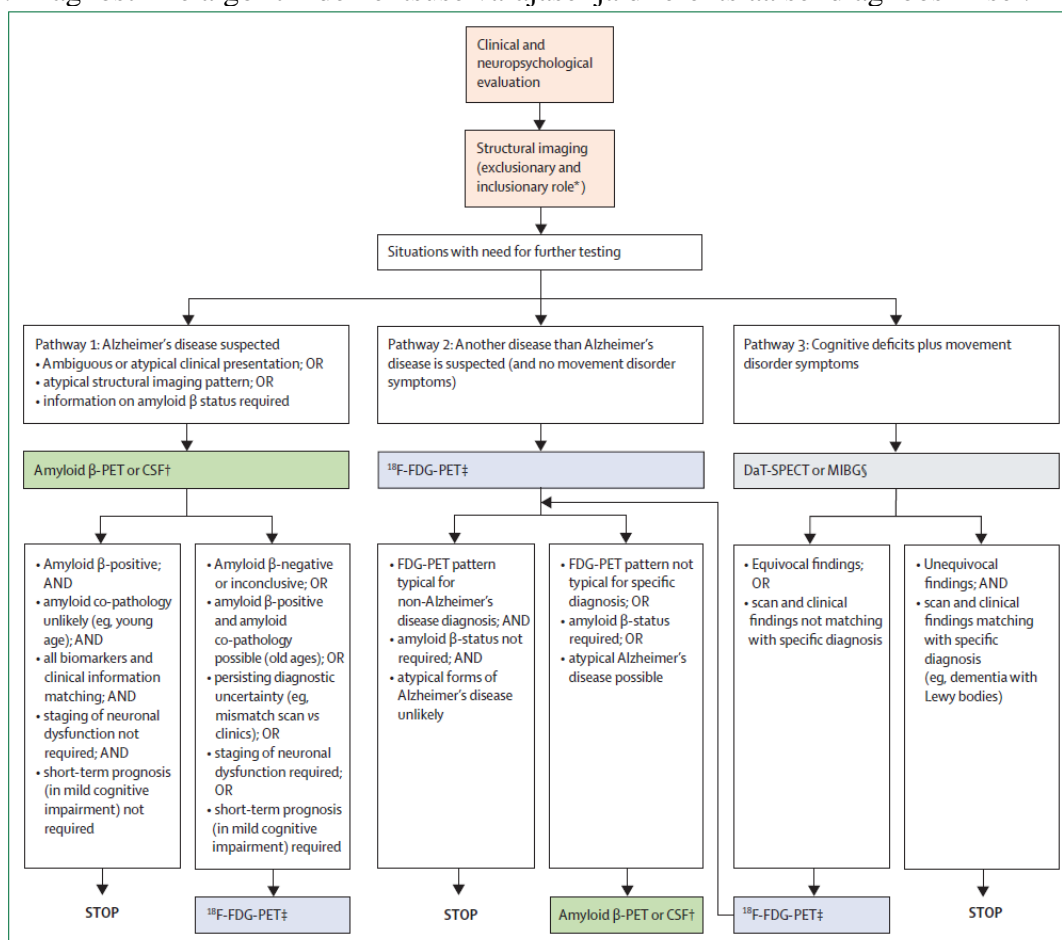 Clinical and
neuropsychological
evaluation
Structural imaging
(exclusionary and
inclusionary role*)
Situations with need for further testing
Pathway 1: Alzheimer's disease suspected
• Ambiguous or atypical clinical presentation; OR
• atypical structural imaging pattern; OR
• information on amyloid β status required
Pathway 2: Another disease than Alzheimer's
disease is suspected (and no movement disorder
symptoms)
Pathway 3: Cognitive deficits plus movement
disorder symptoms
Amyloid β-PET or CSF†
¹⁸F-FDG-PET‡
DaT-SPECT or MIBG§
• Amyloid β-positive;
AND
• amyloid co-pathology
unlikely (eg, young
age); AND
• all biomarkers and
clinical information
matching; AND
• staging of neuronal
dysfunction not
required; AND
• short-term prognosis
(in mild cognitive
impairment) not
required
• Amyloid β-negative
or inconclusive; OR
• amyloid β-positive
and amyloid
co-pathology
possible (old ages); OR
• persisting diagnostic
uncertainty (eg,
mismatch scan vs
clinics); OR
• staging of neuronal
dysfunction required;
OR
• short-term prognosis
(in mild cognitive
impairment) required
• FDG-PET pattern
typical for
non-Alzheimer's
disease diagnosis; AND
• amyloid β-status not
required; AND
• atypical forms of
Alzheimer's disease
unlikely
• FDG-PET pattern not
typical for specific
diagnosis; OR
• amyloid β-status
required; OR
• atypical Alzheimer's
disease possible
• Equivocal findings;
OR
• scan and clinical
findings not matching
with specific diagnosis
• Unequivocal
findings; AND
• scan and clinical
findings matching
with specific
diagnosis
(eg, dementia with
Lewy bodies)
STOP
¹⁸F-FDG-PET‡
STOP
Amyloid β-PET or CSF†
¹⁸F-FDG-PET‡
STOP